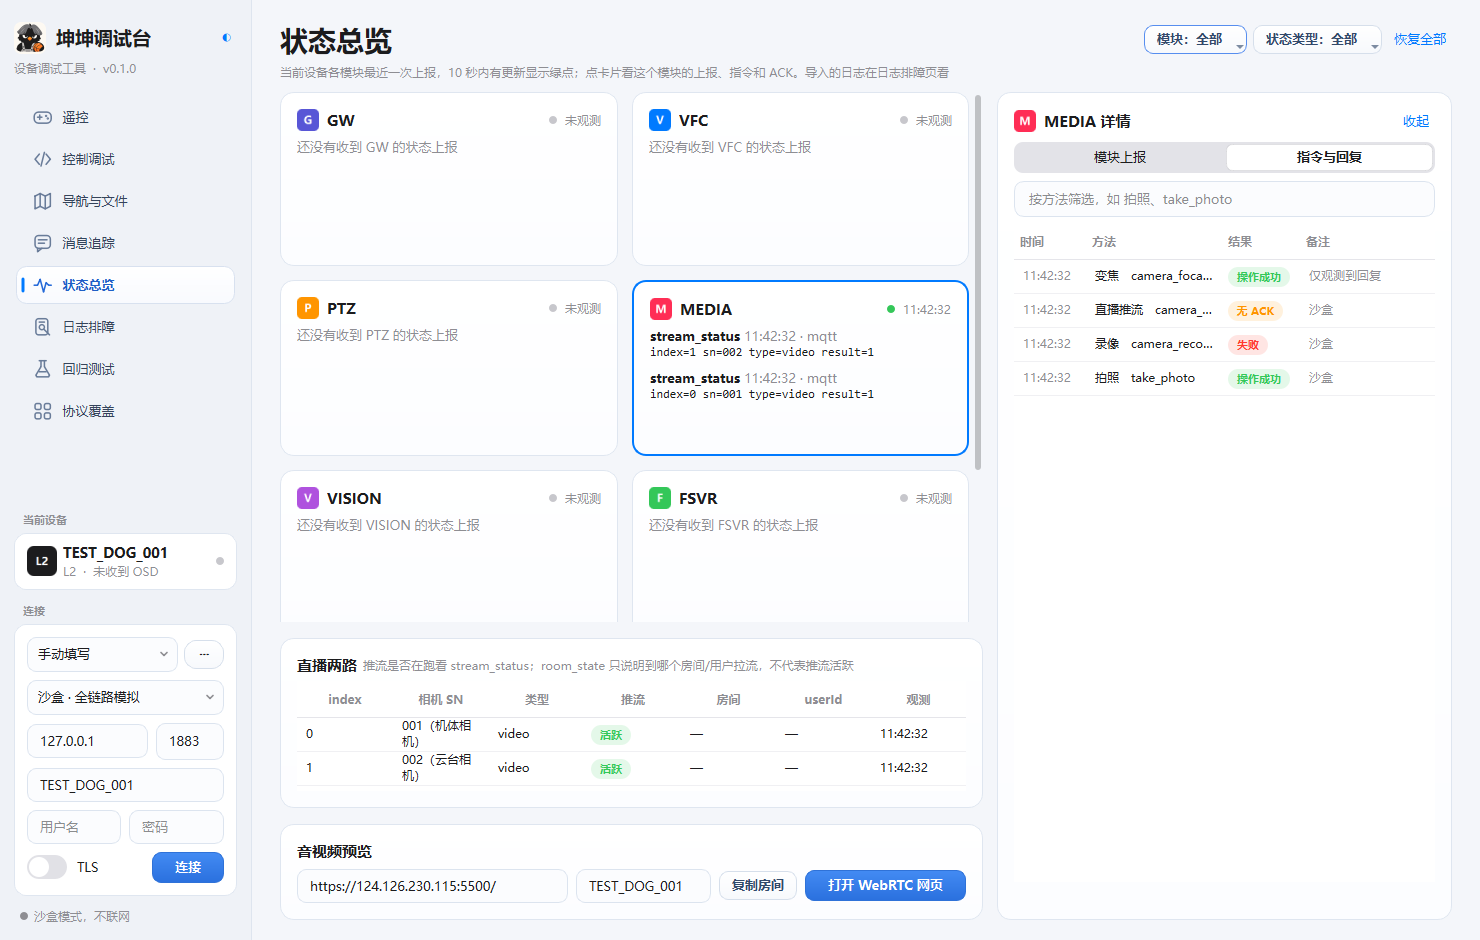 坤坤调试台
设备调试工具 · v0.1.0
遥控
控制调试
导航与文件
消息追踪
状态总览
日志排障
回归测试
协议覆盖
当前设备
L2
TEST_DOG_001
L2 · 未收到 OSD
连接
手动填写
...
沙盒 · 全链路模拟
127.0.0.1
1883
TEST_DOG_001
用户名
密码
TLS
连接
沙盒模式，不联网
状态总览
当前设备各模块最近一次上报，10 秒内有更新显示绿点；点卡片看这个模块的上报、指令和 ACK。导入的日志在日志排障页看
模块：全部
状态类型：全部
恢复全部
G GW 未观测
还没有收到 GW 的状态上报
V VFC 未观测
还没有收到 VFC 的状态上报
P PTZ 未观测
还没有收到 PTZ 的状态上报
M MEDIA 11:42:32
stream_status 11:42:32 · mqtt
index=1 sn=002 type=video result=1
stream_status 11:42:32 · mqtt
index=0 sn=001 type=video result=1
V VISION 未观测
还没有收到 VISION 的状态上报
F FSVR 未观测
还没有收到 FSVR 的状态上报
直播两路 推流是否在跑看 stream_status；room_state 只说明到哪个房间/用户拉流，不代表推流活跃
index 相机 SN 类型 推流 房间 userId 观测
0 001（机体相机） video 活跃 — — 11:42:32
1 002（云台相机） video 活跃 — — 11:42:32
音视频预览
https://124.126.230.115:5500/
TEST_DOG_001
复制房间
打开 WebRTC 网页
M MEDIA 详情 收起
模块上报 指令与回复
按方法筛选，如 拍照、take_photo
时间 方法 结果 备注
11:42:32 变焦 camera_foca... 操作成功 仅观测到回复
11:42:32 直播推流 camera_... 无 ACK 沙盒
11:42:32 录像 camera_reco... 失败 沙盒
11:42:32 拍照 take_photo 操作成功 沙盒